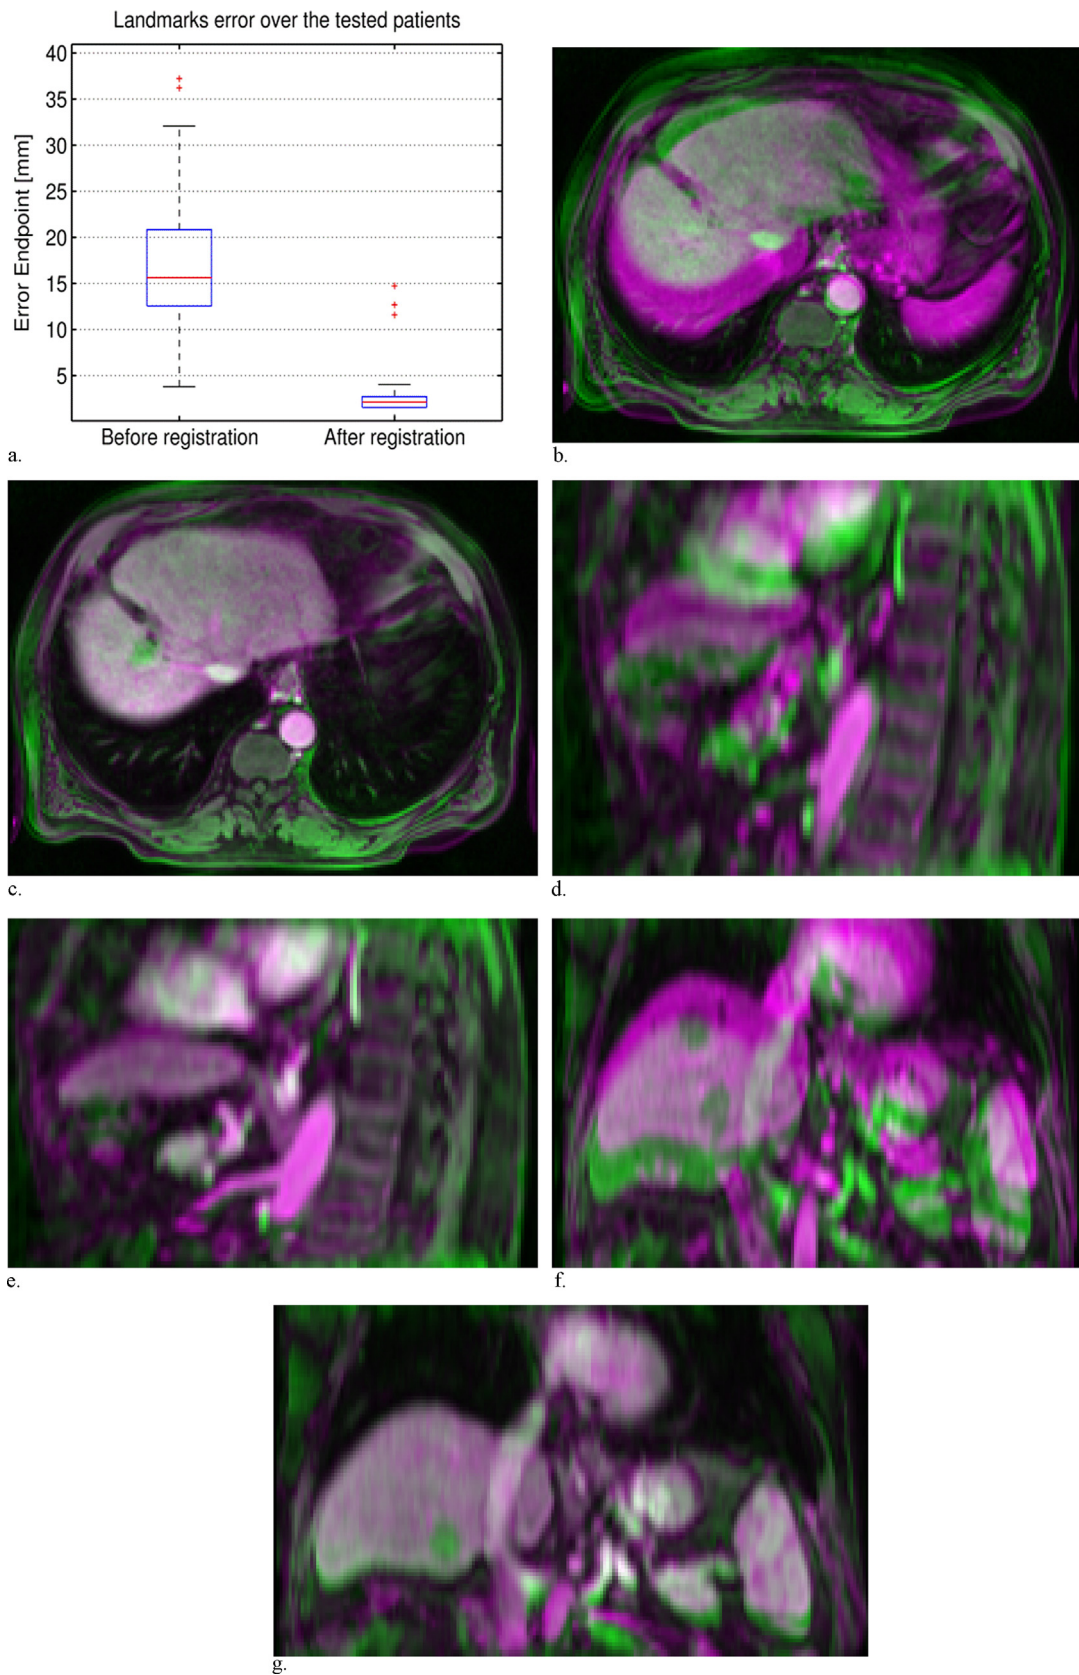 Landmarks error over the tested patients
40
35
30
25
20
15
10
5
Error Endpoint [mm]
Before registration After registration
a.
b.
c.
d.
e.
f.
g.